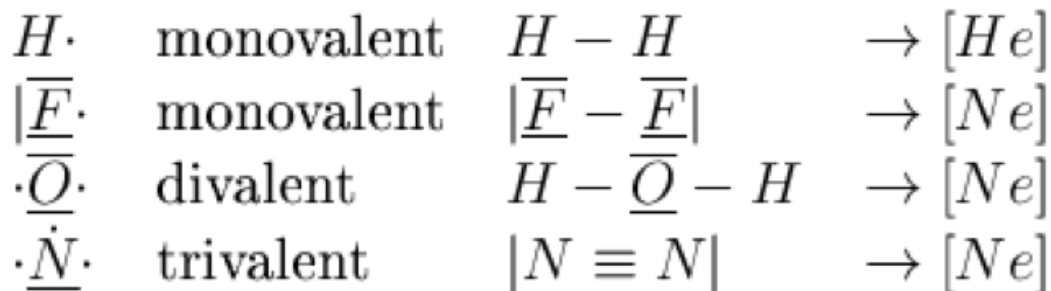 H· monovalent H − H → [He]
|F̲̅· monovalent |F̲̅ − F̲̅| → [Ne]
·O̲̅· divalent H − O̲̅ − H → [Ne]
·Ṅ̲· trivalent |N ≡ N| → [Ne]